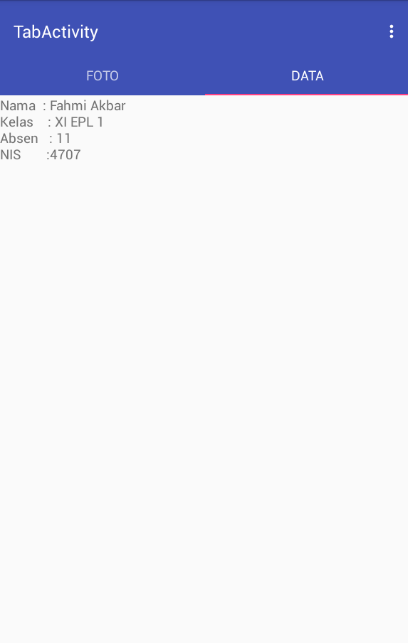 TabActivity
FOTO
DATA
Nama : Fahmi Akbar
Kelas : XI EPL 1
Absen : 11
NIS :4707